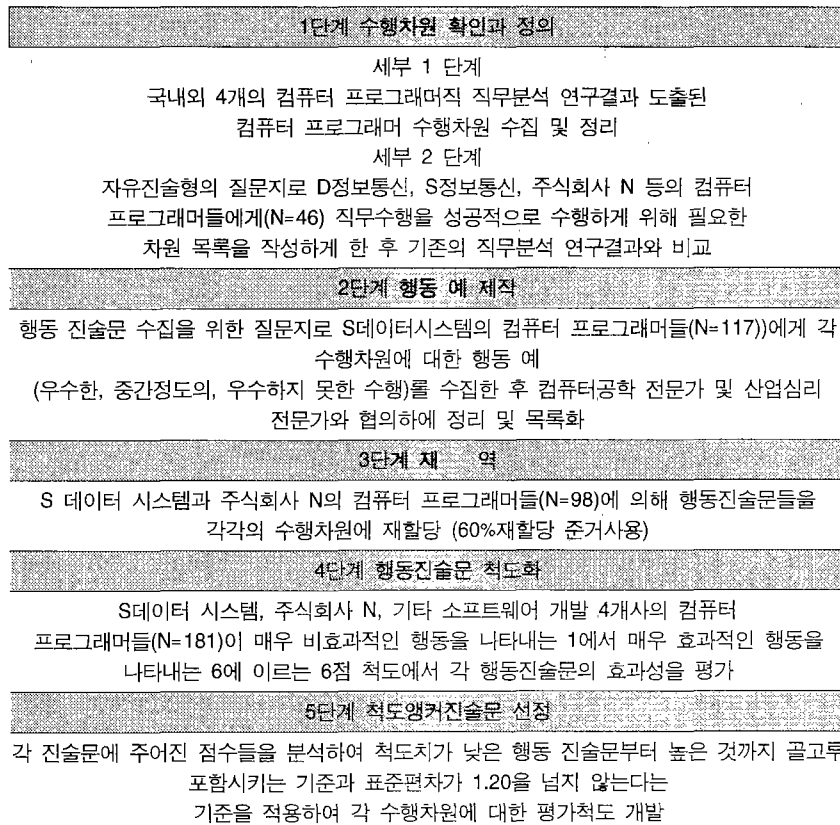 1단계 수행차원 확인과 정의
세부 1 단계
국내외 4개의 컴퓨터 프로그래머직 직무분석 연구결과 도출된
컴퓨터 프로그래머 수행차원 수집 및 정리
세부 2 단계
자유진술형의 질문지로 D정보통신, S정보통신, 주식회사 N 등의 컴퓨터
프로그래머들에게(N=46) 직무수행을 성공적으로 수행하게 위해 필요한
차원 목록을 작성하게 한 후 기존의 직무분석 연구결과와 비교
2단계 행동 예 제작
행동 진술문 수집을 위한 질문지로 S데이터시스템의 컴퓨터 프로그래머들(N=117))에게 각
수행차원에 대한 행동 예
(우수한, 중간정도의, 우수하지 못한 수행)롤 수집한 후 컴퓨터공학 전문가 및 산업심리
전문가와 협의하에 정리 및 목록화
3단계 재 역
S 데이터 시스템과 주식회사 N의 컴퓨터 프로그래머들(N=98)에 의해 행동진술문들을
각각의 수행차원에 재할당 (60%재할당 준거사용)
4단계 행동진술문 척도화
S데이터 시스템, 주식회사 N, 기타 소프트웨어 개발 4개사의 컴퓨터
프로그래머들(N=181)이 매우 비효과적인 행동을 나타내는 1에서 매우 효과적인 행동을
나타내는 6에 이르는 6점 척도에서 각 행동진술문의 효과성을 평가
5단계 척도앵커진술문 선정
각 진술문에 주어진 점수들을 분석하여 척도치가 낮은 행동 진술문부터 높은 것까지 골고루
포함시키는 기준과 표준편차가 1.20을 넘지 않는다는
기준을 적용하여 각 수행차원에 대한 평가척도 개발